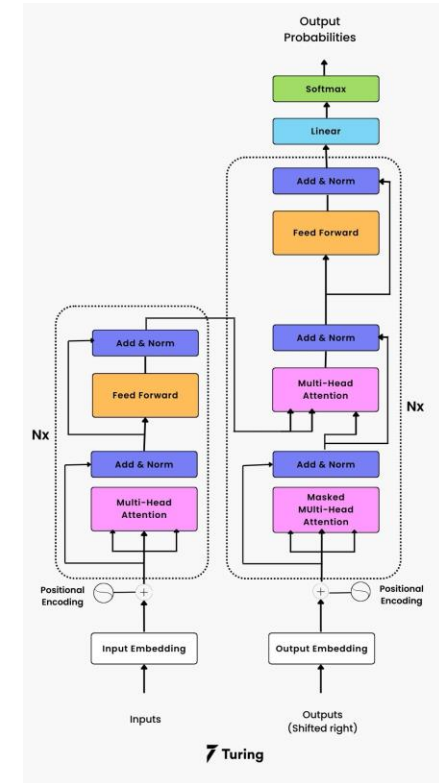 Output
Probabilities
Softmax
Linear
Add & Norm
Feed Forward
Add & Norm
Multi-Head
Attention
Nx
Add & Norm
Masked
MUlti-Head
Attention
Positional
Encoding
Output Embedding
Outputs
(Shifted right)
Add & Norm
Feed Forward
Nx
Add & Norm
Multi-Head
Attention
Positional
Encoding
Input Embedding
Inputs
Turing